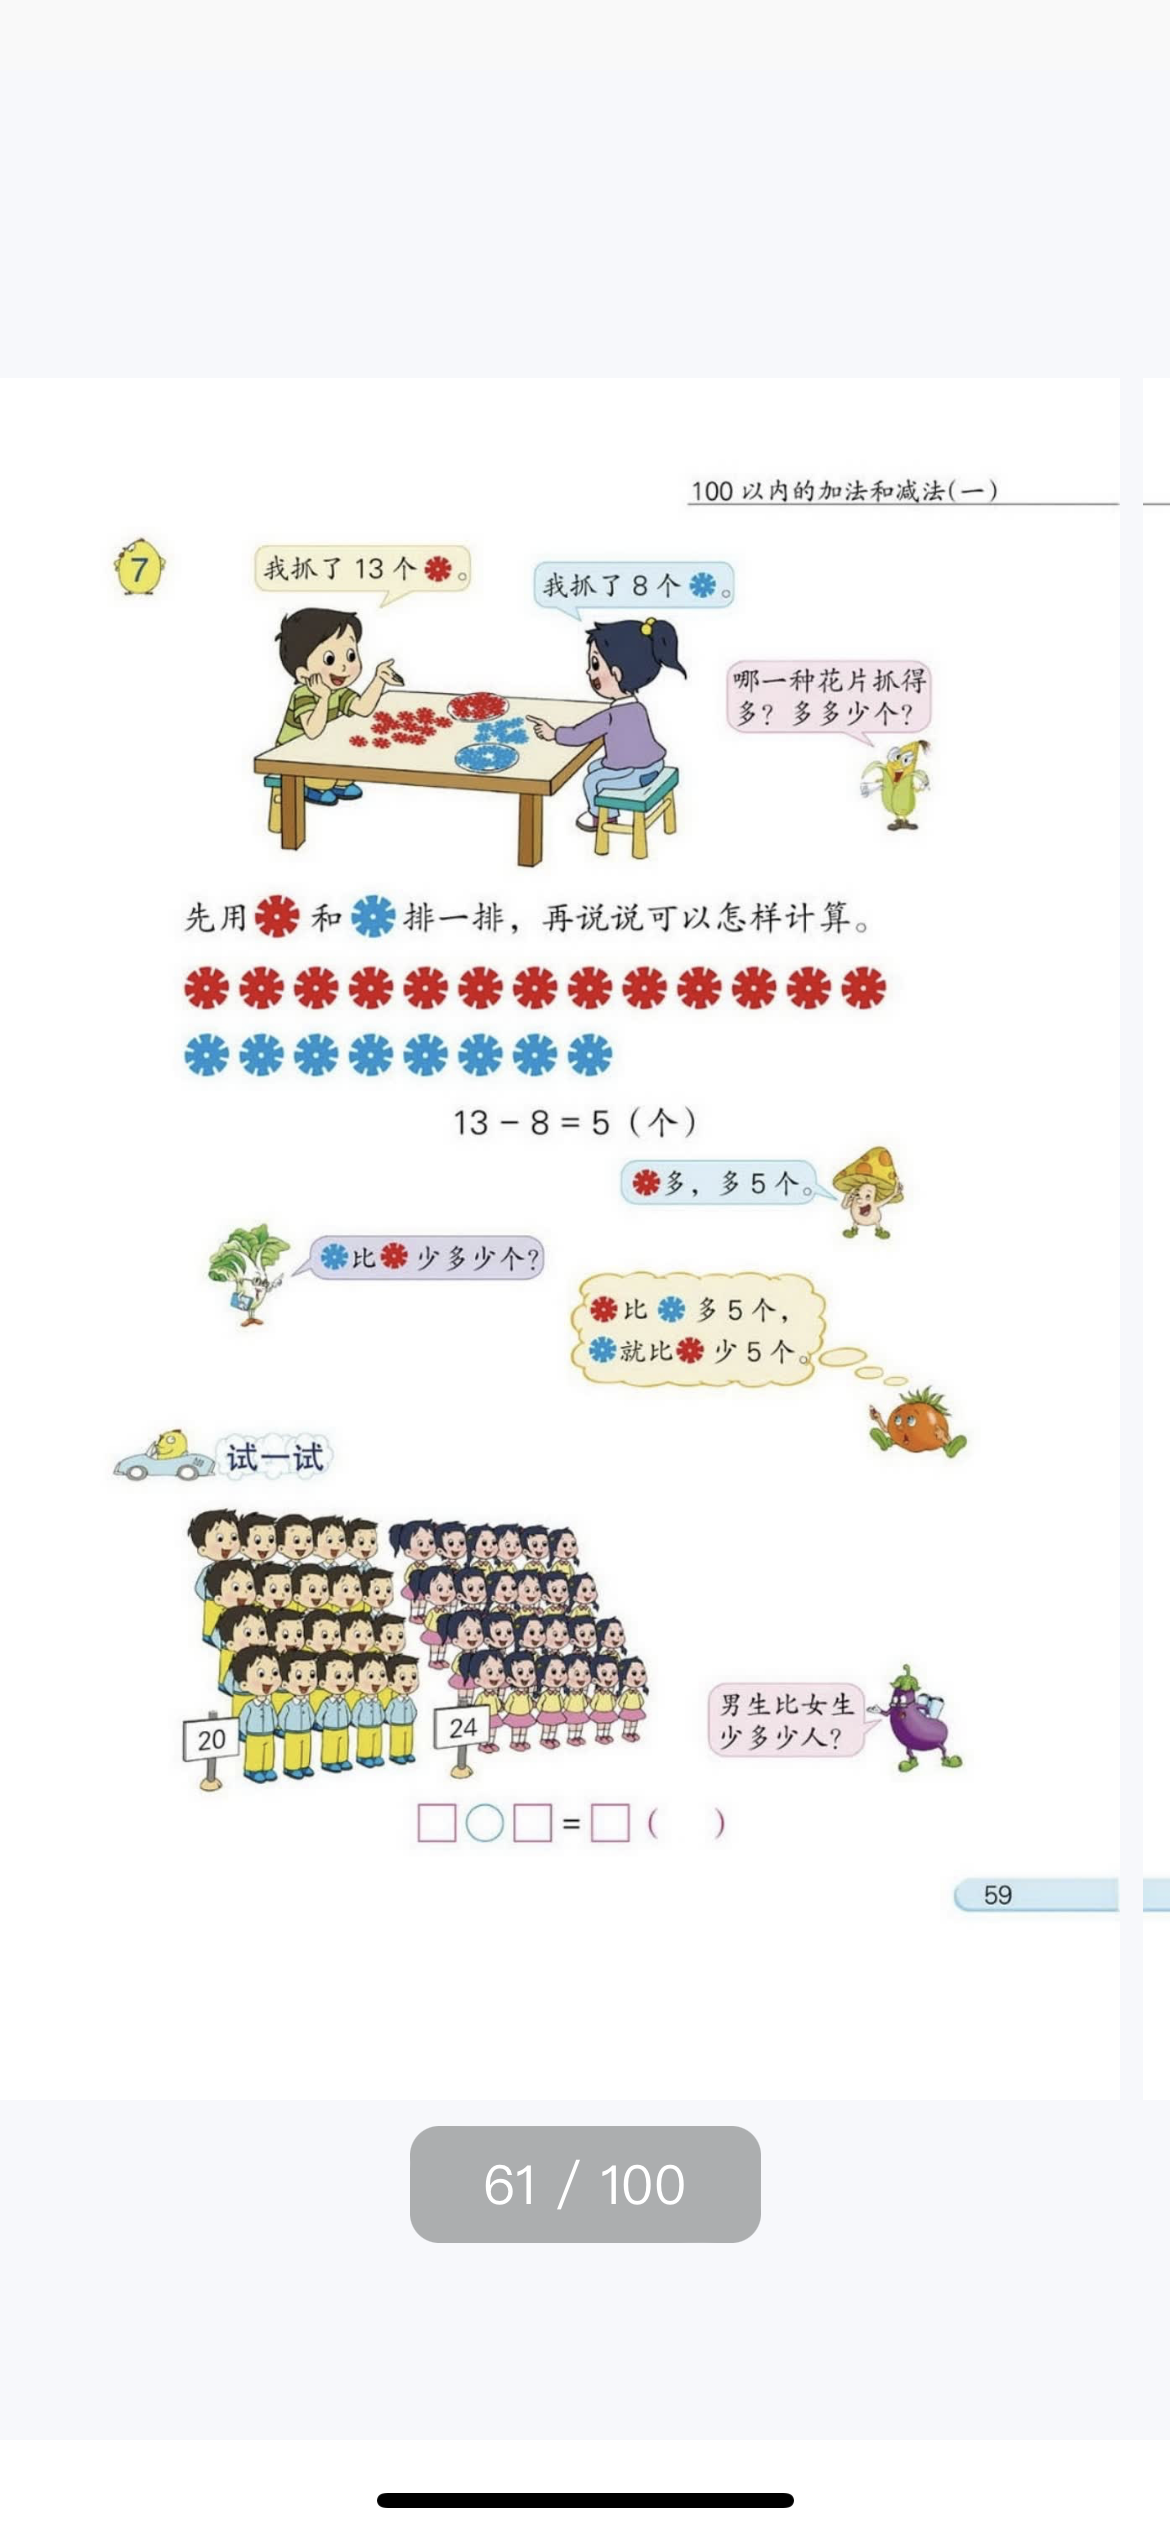 100 以内的加法和减法(一)
7
我抓了 13 个 。
我抓了 8 个 。
哪一种花片抓得
多？多多少个？
先用 和 排一排，再说说可以怎样计算。
13 − 8 = 5（个）
多，多 5 个。
比 少多少个？
比 多 5 个，
就比 少 5 个。
试一试
20
24
男生比女生
少多少人？
□○□=□( )
59
61 / 100